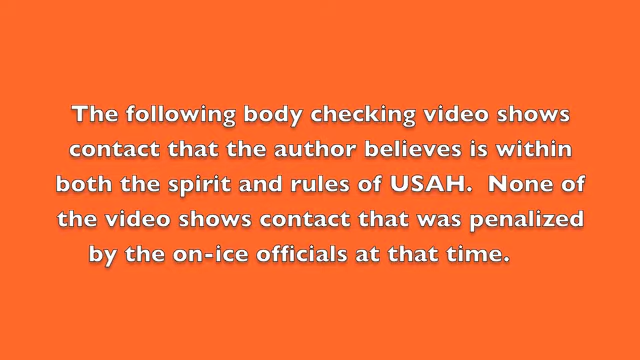 The following body checking video shows
contact that the author believes is within
both the spirit and rules of USAH.  None of
the video shows contact that was penalized
by the on-ice officials at that time.